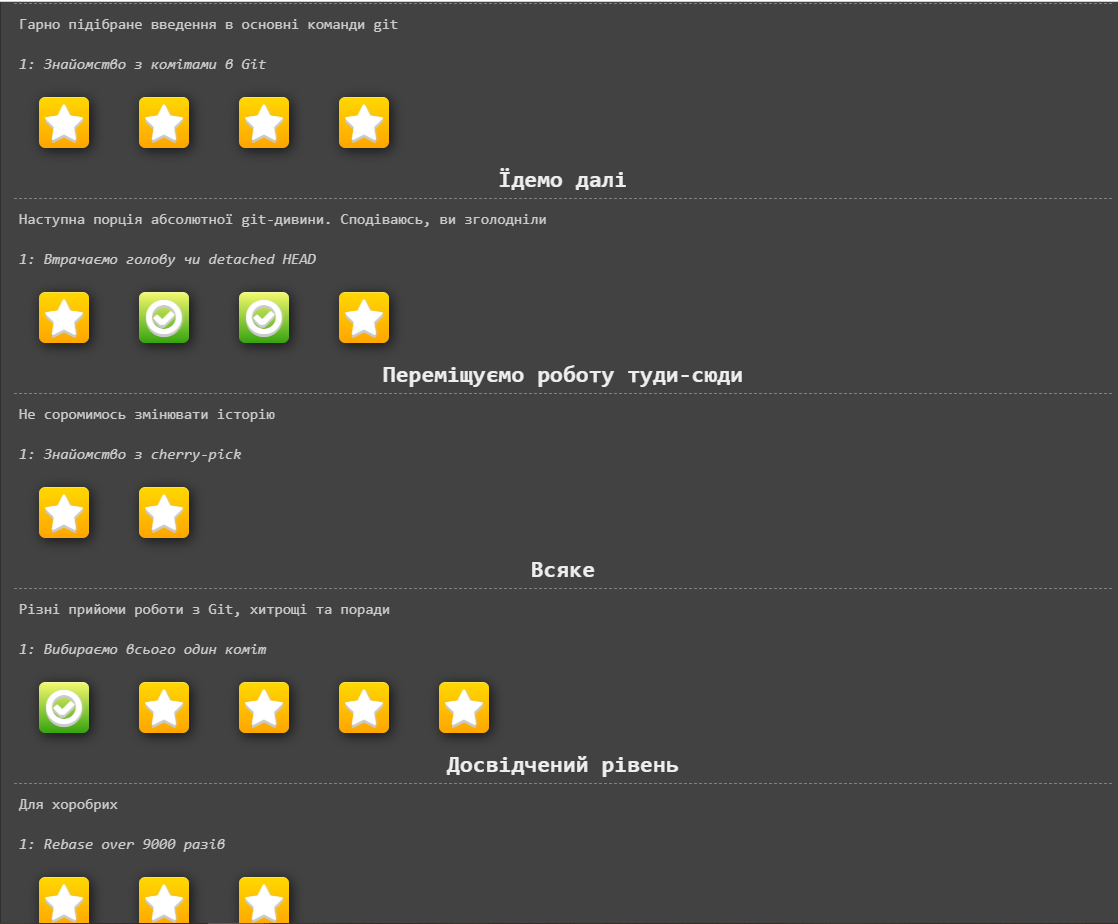 Гарно підібране введення в основні команди git
1: Знайомство з комітами в Git
Їдемо далі
Наступна порція абсолютної git-дивини. Сподіваюсь, ви зголодніли
1: Втрачаємо голову чи detached HEAD
Переміщуємо роботу туди-сюди
Не соромимось змінювати історію
1: Знайомство з cherry-pick
Всяке
Різні прийоми роботи з Git, хитрощі та поради
1: Вибираємо всього один коміт
Досвідчений рівень
Для хоробрих
1: Rebase over 9000 разів